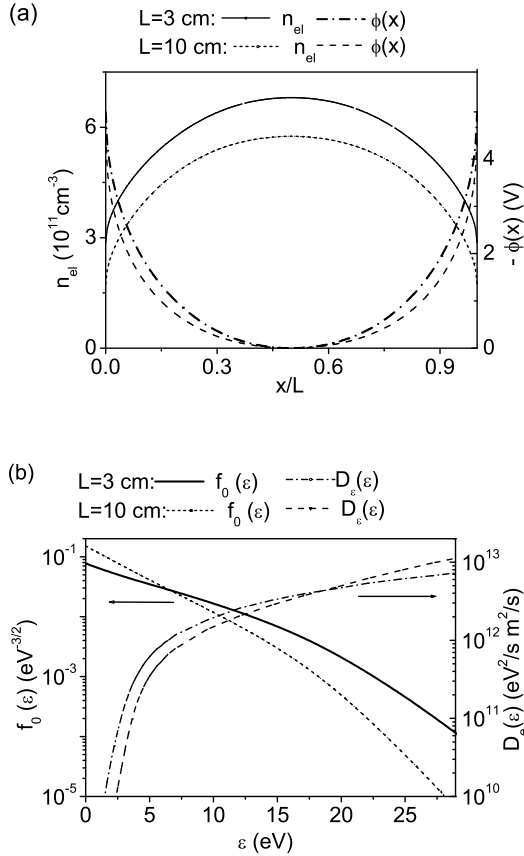 (a)
L=3 cm: n_el φ(x)
L=10 cm: n_el φ(x)
n_el (10^11 cm^-3)
6
3
0
0.0 0.3 0.6 0.9
x/L
4
2
0
- φ(x) (V)
(b)
L=3 cm: f_0 (ε) D_ε(ε)
L=10 cm: f_0 (ε) D_ε(ε)
f_0 (ε) (eV^-3/2)
10^-1
10^-3
10^-5
0 5 10 15 20 25
ε (eV)
10^13
10^12
10^11
10^10
D_e(ε) (eV^2/s m^2/s)